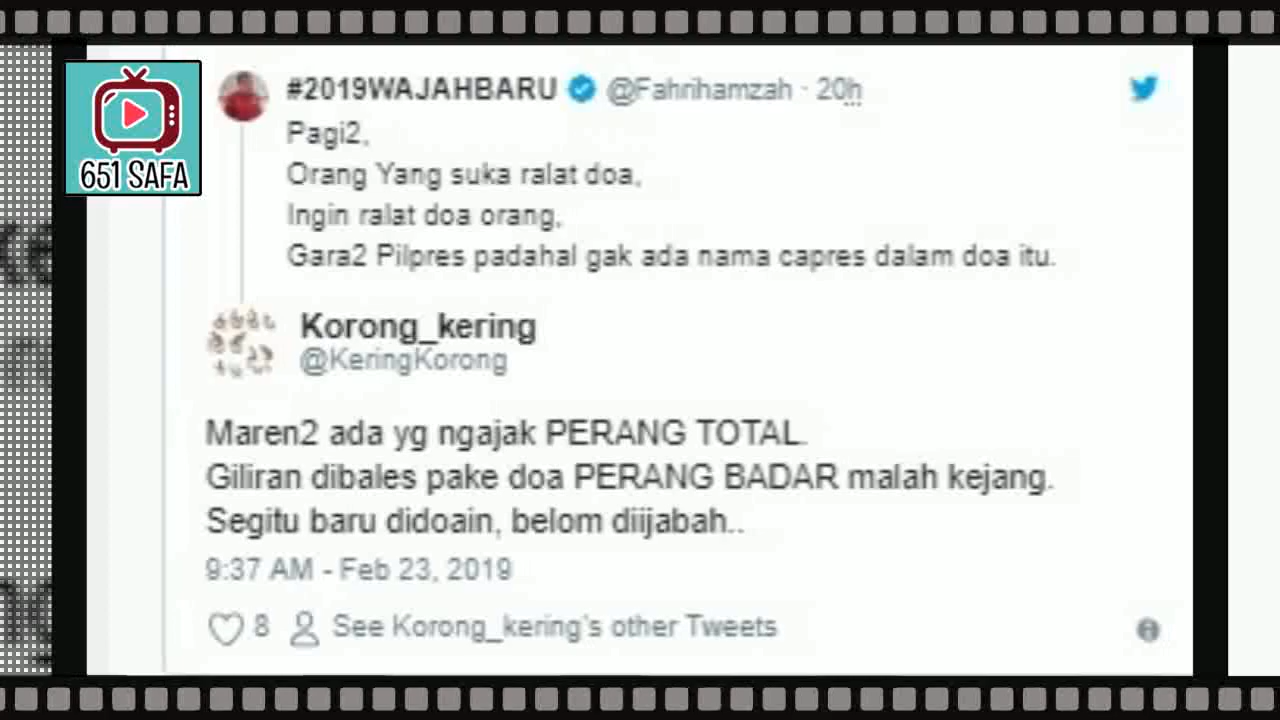 651 SAFA
#2019WAJAHBARU @Fahrihamzah · 20h
Pagi2,
Orang Yang suka ralat doa,
Ingin ralat doa orang,
Gara2 Pilpres padahal gak ada nama capres dalam doa itu.
Korong_kering
@KeringKorong
Maren2 ada yg ngajak PERANG TOTAL.
Giliran dibales pake doa PERANG BADAR malah kejang.
Segitu baru didoain, belom diijabah..
9:37 AM - Feb 23, 2019
8 See Korong_kering's other Tweets